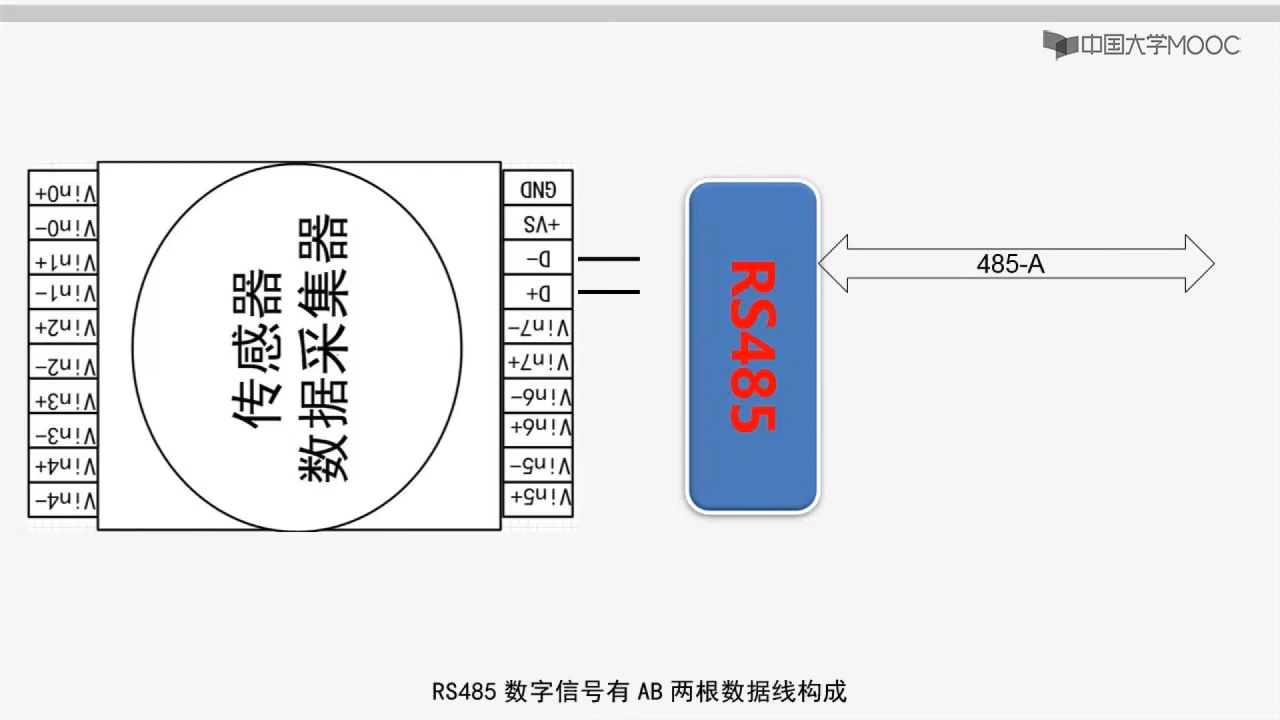 中国大学MOOC
Vin0+
Vin0-
Vin1+
Vin1-
Vin2+
Vin2-
Vin3+
Vin3-
Vin4+
Vin4-
传感器
数据采集器
GND
+VS
D-
D+
Vin7-
Vin7+
Vin6-
Vin6+
Vin5-
Vin5+
RS485
485-A
RS485 数字信号有 AB 两根数据线构成